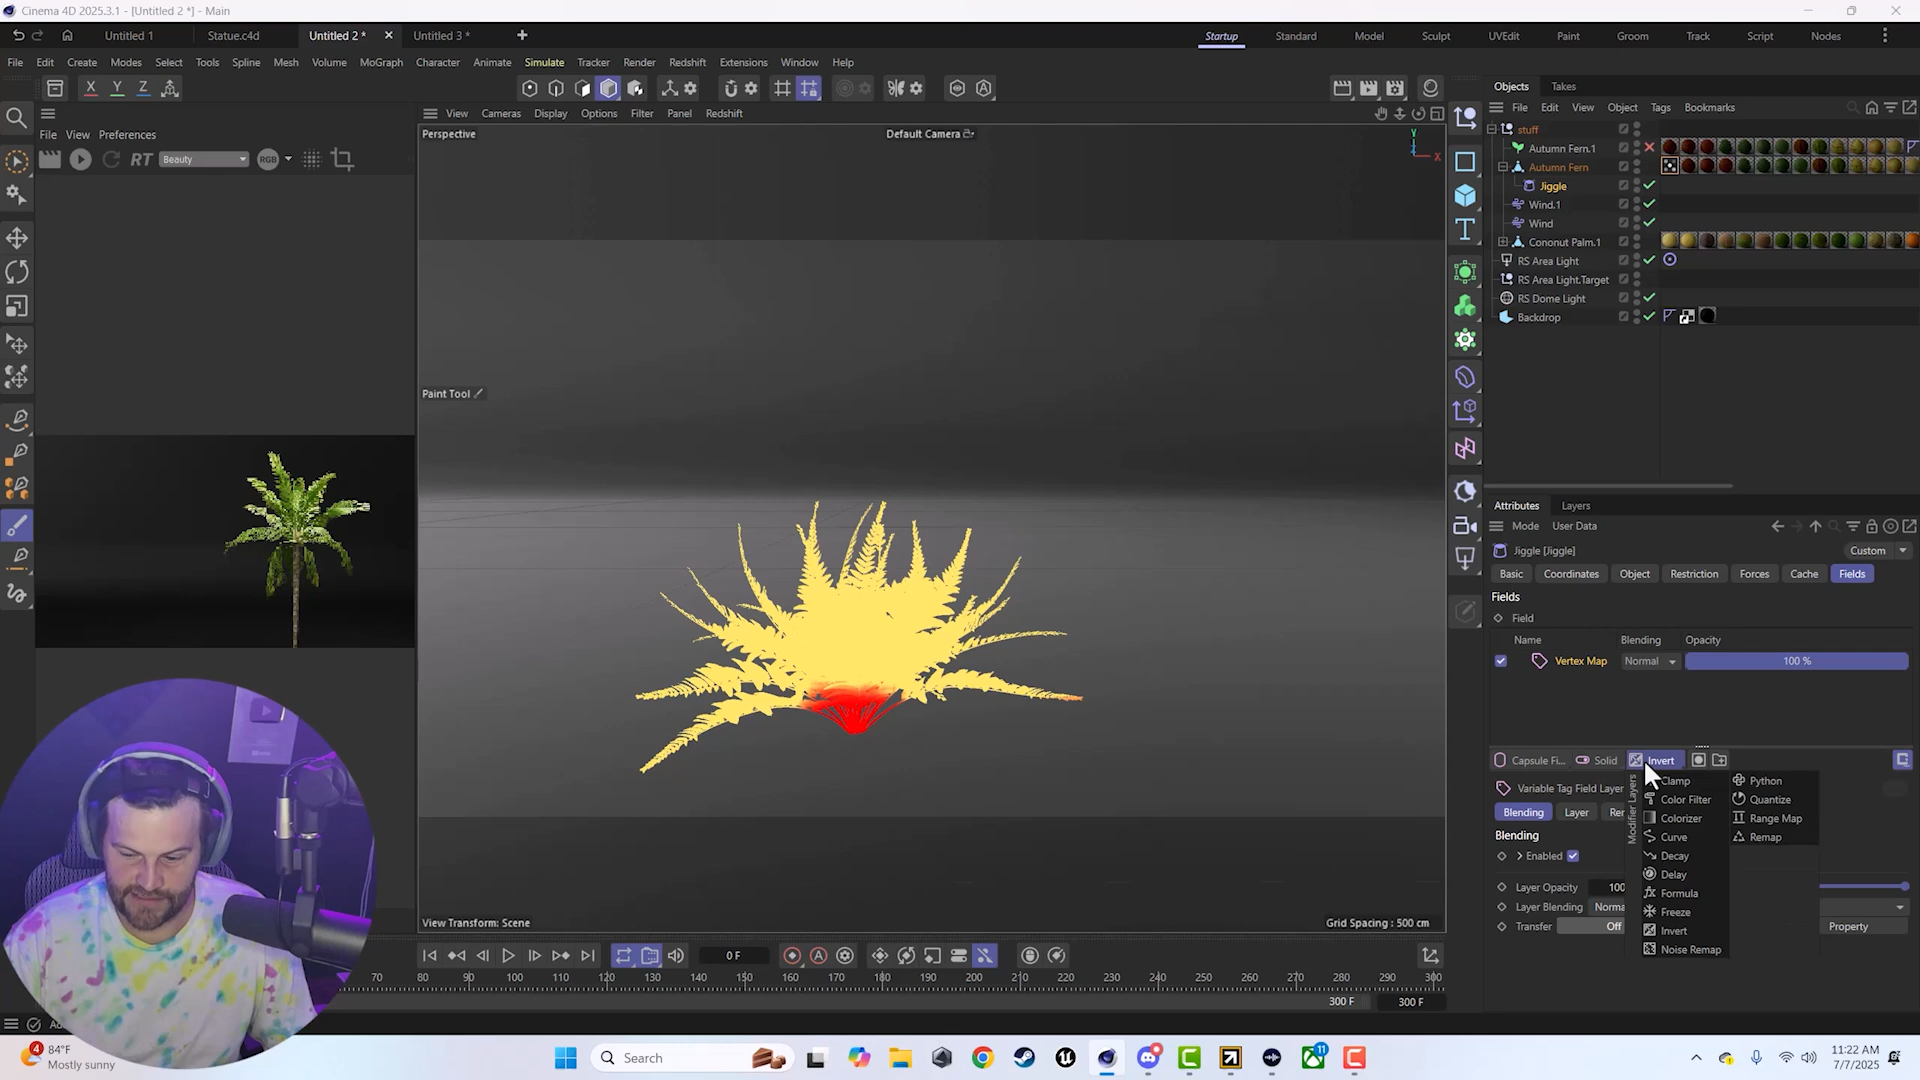 Cinema 4D 2025.3.1 - [Untitled 2 *] - Main
Untitled 1 Statue.c4d Untitled 2 * Untitled 3 *
Startup Standard Model Sculpt UVEdit Paint Groom Track Script Nodes
File Edit Create Modes Select Tools Spline Mesh Volume MoGraph Character Animate Simulate Tracker Render Redshift Extensions Window Help
X Y Z
File View Preferences
RT Beauty RGB
View Cameras Display Options Filter Panel Redshift
Perspective Default Camera
Y
X
Paint Tool
View Transform: Scene Grid Spacing : 500 cm
Objects Takes
File Edit View Object Tags Bookmarks
stuff
Autumn Fern.1
Autumn Fern
Jiggle
Wind.1
Wind
Cononut Palm.1
RS Area Light
RS Area Light.Target
RS Dome Light
Backdrop
Attributes Layers
Mode User Data
Jiggle [Jiggle] Custom
Basic Coordinates Object Restriction Forces Cache Fields
Fields
Field
Name Blending Opacity
Vertex Map Normal 100 %
Capsule Fi... Solid Invert
Variable Tag Field Layer
Blending Layer Re
Blending
Enabled
Layer Opacity 100
Layer Blending Norma
Transfer Off Property
Modifier Layers
Clamp
Color Filter
Colorizer
Curve
Decay
Delay
Formula
Freeze
Invert
Noise Remap
Python
Quantize
Range Map
Remap
0 F
70 80 90 100 110 120 130 140 150 160 170 180 190 200 210 220 230 240 250 260 270 280 290 300
300 F 300 F
4 84°F
Mostly sunny
Search
11
11:22 AM
7/7/2025